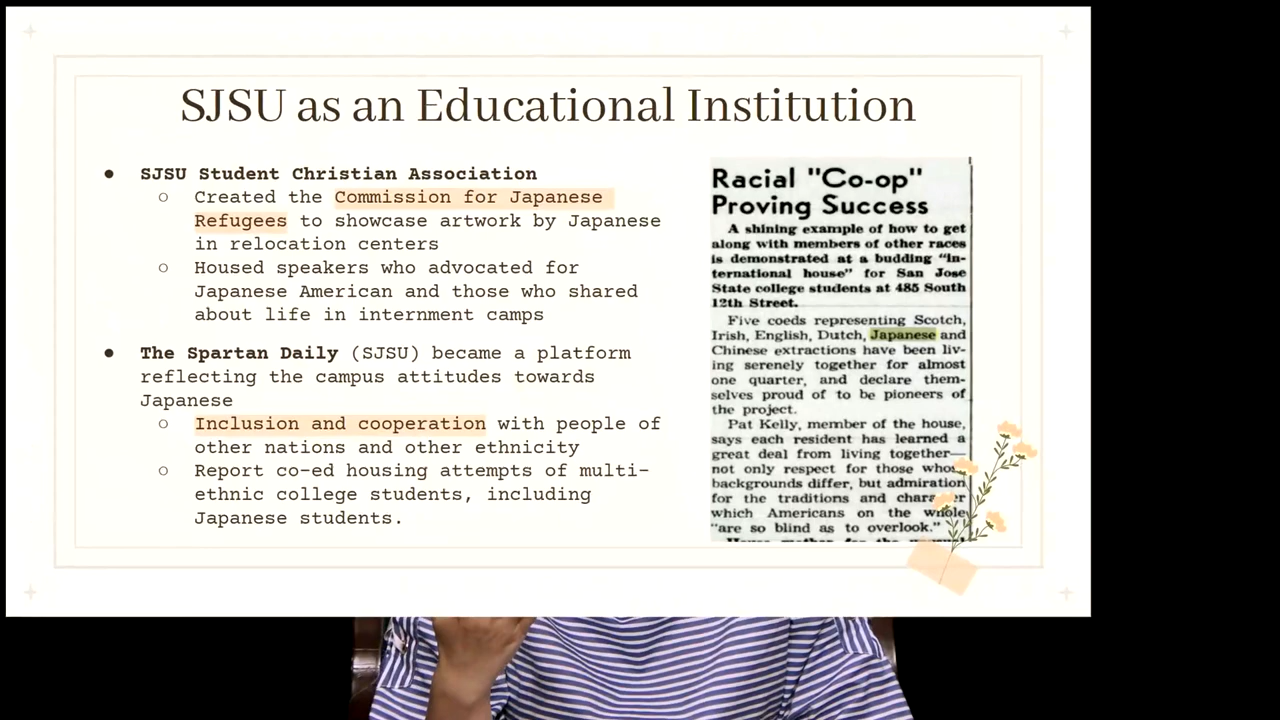 SJSU as an Educational Institution
● SJSU Student Christian Association
○ Created the Commission for Japanese
Refugees to showcase artwork by Japanese
in relocation centers
○ Housed speakers who advocated for
Japanese American and those who shared
about life in internment camps
● The Spartan Daily (SJSU) became a platform
reflecting the campus attitudes towards
Japanese
○ Inclusion and cooperation with people of
other nations and other ethnicity
○ Report co-ed housing attempts of multi-
ethnic college students, including
Japanese students.
Racial "Co-op"
Proving Success
A shining example of how to get
along with members of other races
is demonstrated at a budding "in-
ternational house" for San Jose
State college students at 485 South
12th Street.
Five coeds representing Scotch,
Irish, English, Dutch, Japanese and
Chinese extractions have been liv-
ing serenely together for almost
one quarter, and declare them-
selves proud of to be pioneers of
the project.
Pat Kelly, member of the house,
says each resident has learned a
great deal from living together—
not only respect for those whose
backgrounds differ, but admiration
for the traditions and character
which Americans on the whole
"are so blind as to overlook."